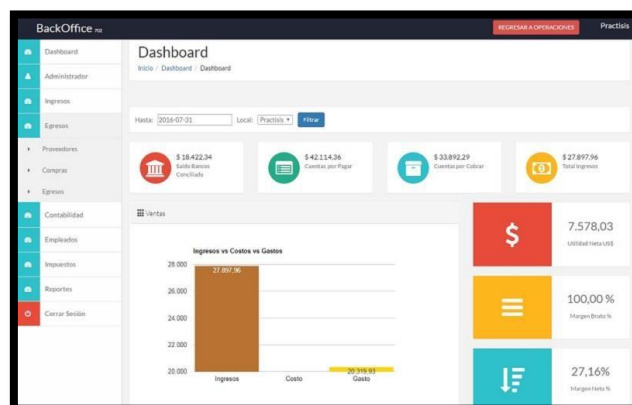 BackOffice 702
REGRESAR A OPERACIONES
Practisis
Dashboard
Administrador
Ingresos
Egresos
Proveedores
Compras
Egresos
Contabilidad
Empleados
Impuestos
Reportes
Cerrar Sesión
Dashboard
Inicio / Dashboard / Dashboard
Hasta: 2016-07-31 Local: Practisis Filtrar
$ 18.422,34
Saldo Bancos
Conciliado
$ 42.114,36
Cuentas por Pagar
$ 33.892,29
Cuentas por Cobrar
$ 27.897,96
Total Ingresos
Ventas
Ingresos vs Costos vs Gastos
28.000
26.000
24.000
22.000
20.000
27.897,96
20.319,93
Ingresos Costo Gasto
$
7.578,03
Utilidad Neta US$
100,00 %
Margen Bruto %
27,16%
Margen Neto %